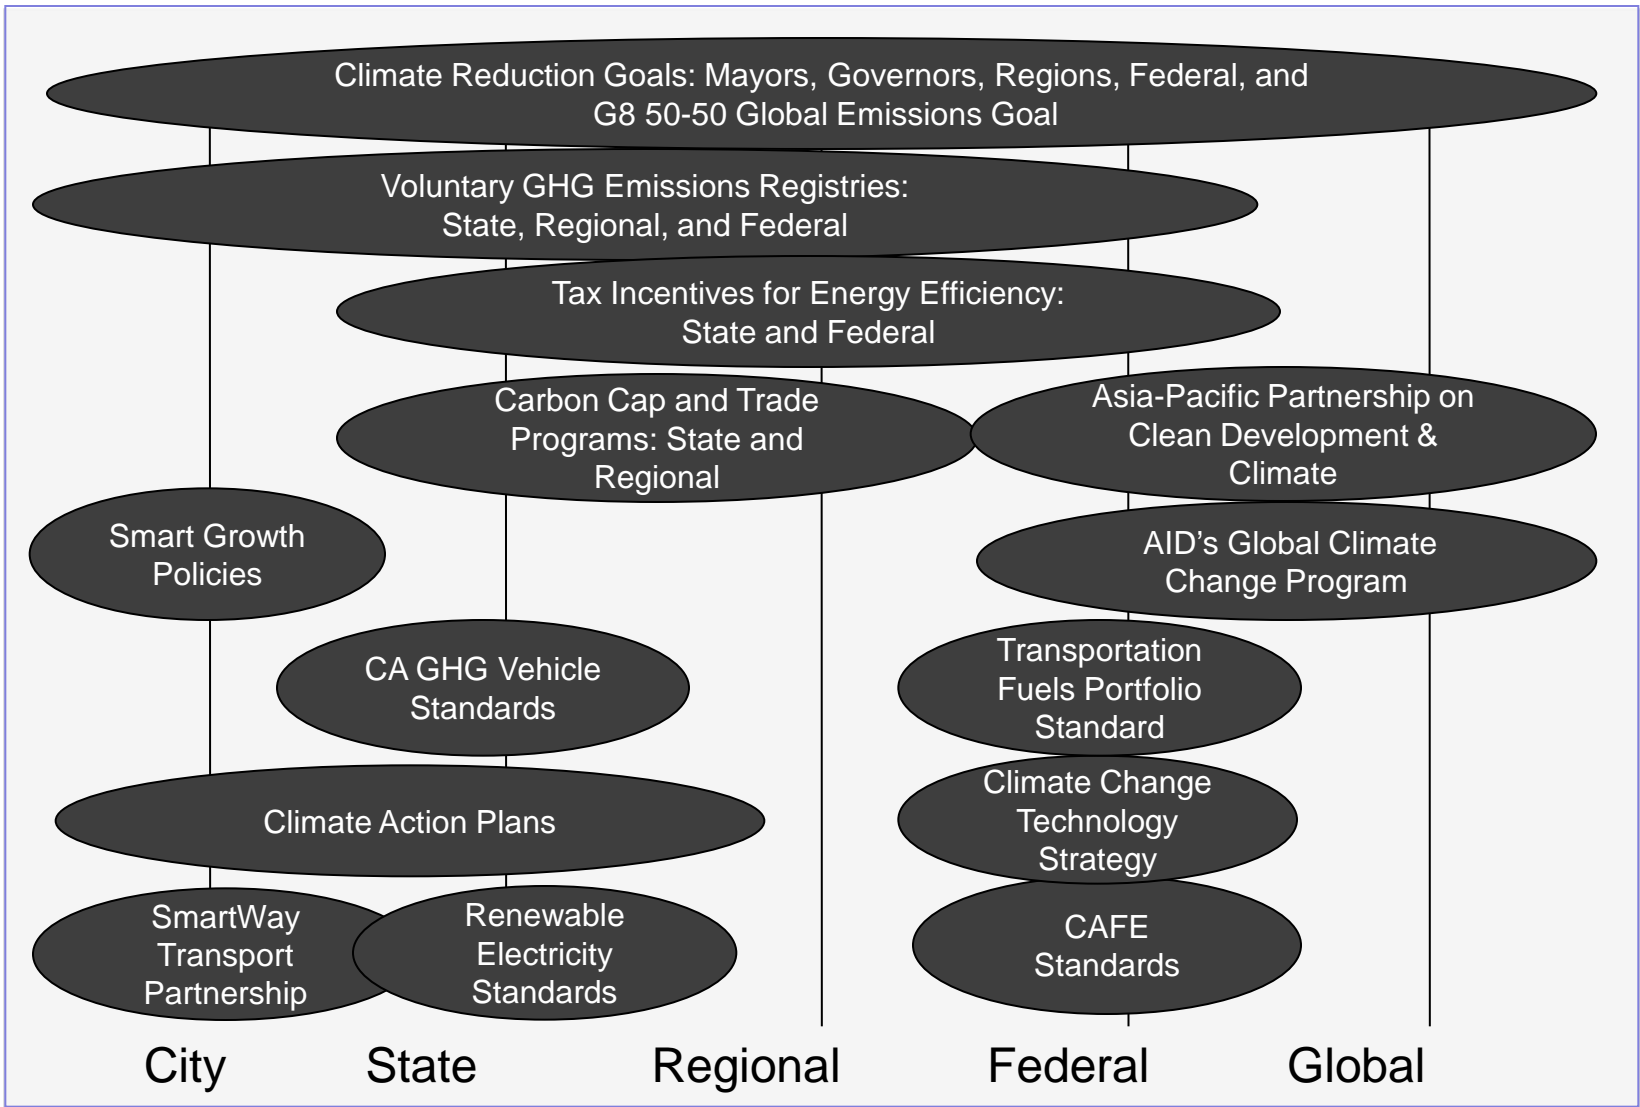 Climate Reduction Goals: Mayors, Governors, Regions, Federal, and
G8 50-50 Global Emissions Goal
Voluntary GHG Emissions Registries:
State, Regional, and Federal
Tax Incentives for Energy Efficiency:
State and Federal
Carbon Cap and Trade
Programs: State and
Regional
Asia-Pacific Partnership on
Clean Development &
Climate
Smart Growth
Policies
AID’s Global Climate
Change Program
CA GHG Vehicle
Standards
Transportation
Fuels Portfolio
Standard
Climate Action Plans
Climate Change
Technology
Strategy
SmartWay
Transport
Partnership
Renewable
Electricity
Standards
CAFE
Standards
City
State
Regional
Federal
Global